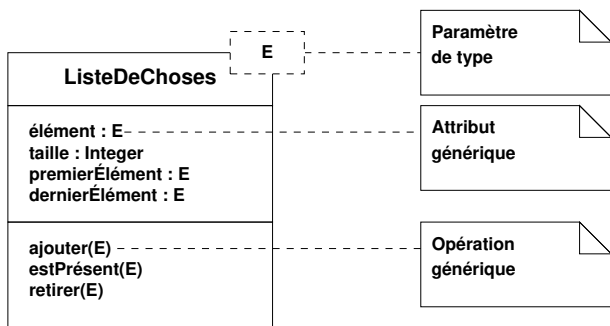 E
ListeDeChoses
élément : E
taille : Integer
premierÉlément : E
dernierÉlément : E
ajouter(E)
estPrésent(E)
retirer(E)
Paramètre
de type
Attribut
générique
Opération
générique